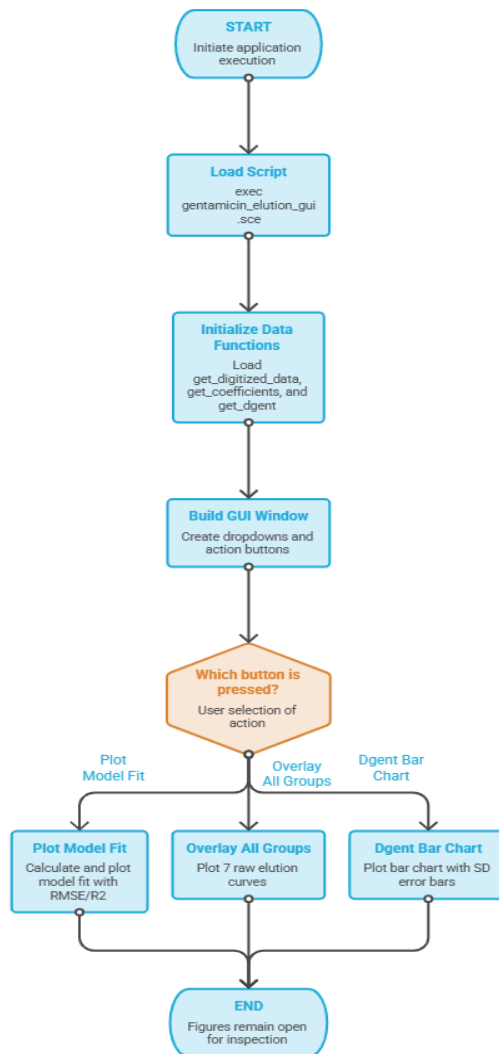 START
Initiate application
execution
Load Script
exec
gentamicin_elution_gui
.sce
Initialize Data
Functions
Load
get_digitized_data,
get_coefficients, and
get_dgent
Build GUI Window
Create dropdowns and
action buttons
Which button is
pressed?
User selection of
action
Plot
Model Fit
Overlay
All Groups
Dgent Bar
Chart
Plot Model Fit
Calculate and plot
model fit with
RMSE/R2
Overlay All Groups
Plot 7 raw elution
curves
Dgent Bar Chart
Plot bar chart with SD
error bars
END
Figures remain open
for inspection